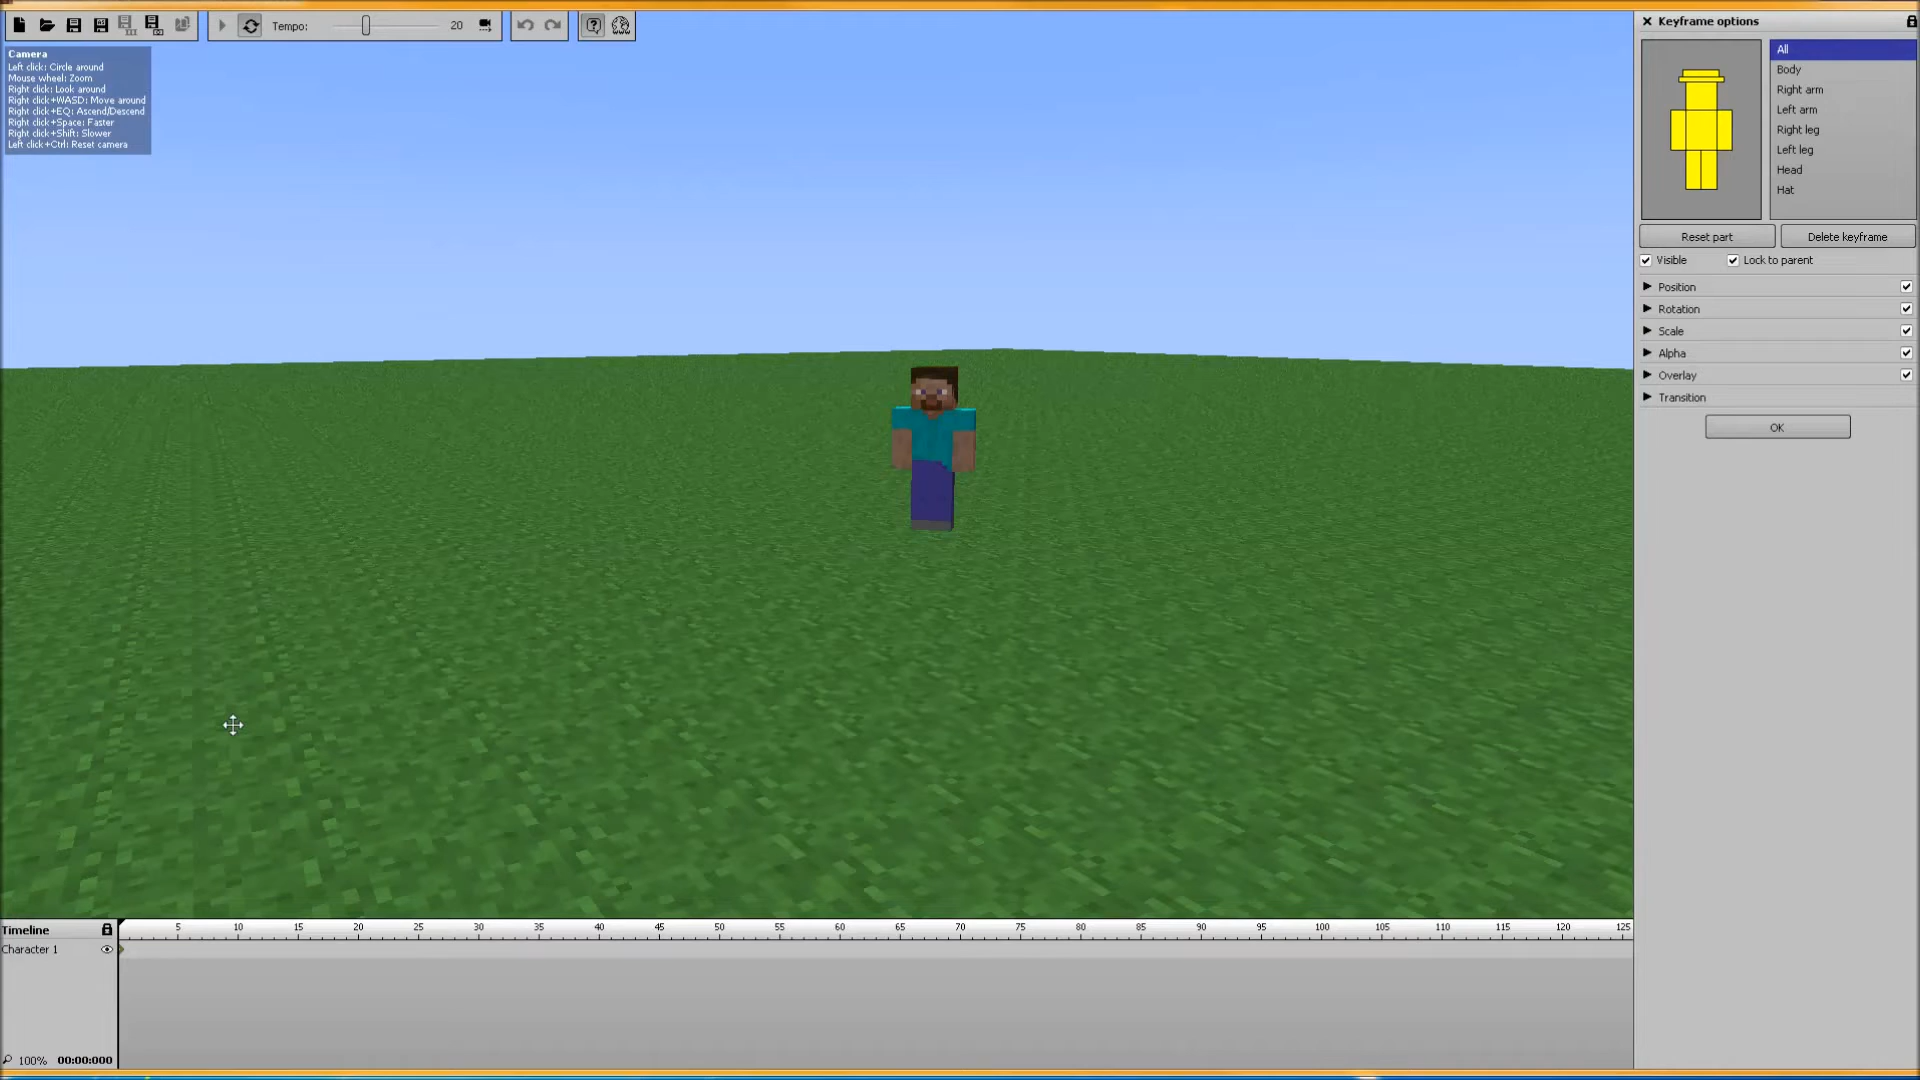 Tempo: 20
Camera
Left click: Circle around
Mouse wheel: Zoom
Right click: Look around
Right click+WASD: Move around
Right click+EQ: Ascend/Descend
Right click+Space: Faster
Right click+Shift: Slower
Left click+Ctrl: Reset camera
Keyframe options
All
Body
Right arm
Left arm
Right leg
Left leg
Head
Hat
Reset part Delete keyframe
Visible Lock to parent
Position
Rotation
Scale
Alpha
Overlay
Transition
OK
Timeline 5 10 15 20 25 30 35 40 45 50 55 60 65 70 75 80 85 90 95 100 105 110 115 120 125
Character 1
100% 00:00:000